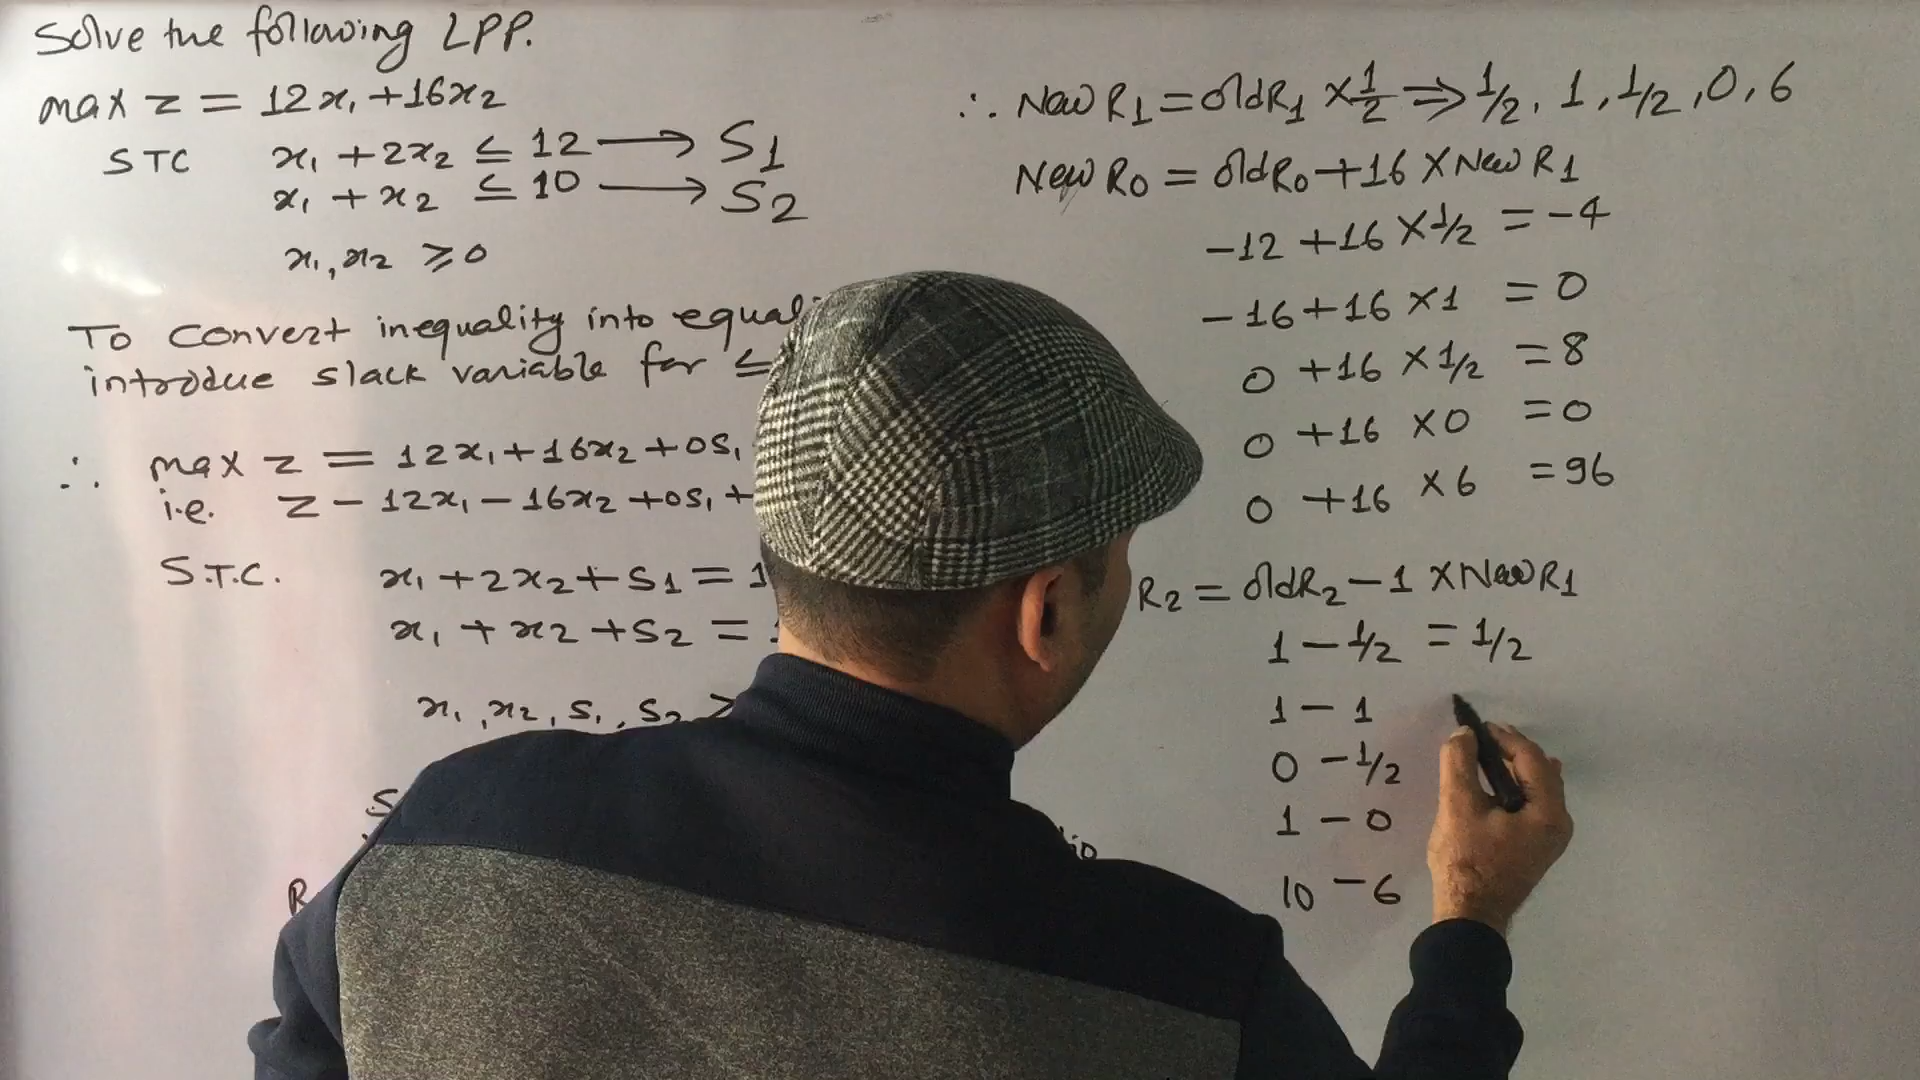 Solve the following LPP.
max z = 12x₁ + 16x₂
STC x₁ + 2x₂ ≤ 12 → S1
x₁ + x₂ ≤ 10 → S2
x₁, x₂ ≥ 0
To convert inequality into
introdue slack variable for ≤
∴ max z = 12x₁ + 16x₂ + 0S₁
i.e. z - 12x₁ - 16x₂ + 0S₁ +
S.T.C. x₁ + 2x₂ + S1 = 1
x₁ + x₂ + S2 =
x₁, x₂, S₁, S₂
∴ New R1 = old R1 × 1/2 ⇒ 1/2, 1, 1/2, 0, 6
New R0 = old R0 + 16 × New R1
-12 + 16 × 1/2 = -4
-16 + 16 × 1 = 0
0 + 16 × 1/2 = 8
0 + 16 × 0 = 0
0 + 16 × 6 = 96
R2 = old R2 - 1 × New R1
1 - 1/2 = 1/2
1 - 1
0 - 1/2
1 - 0
10 - 6